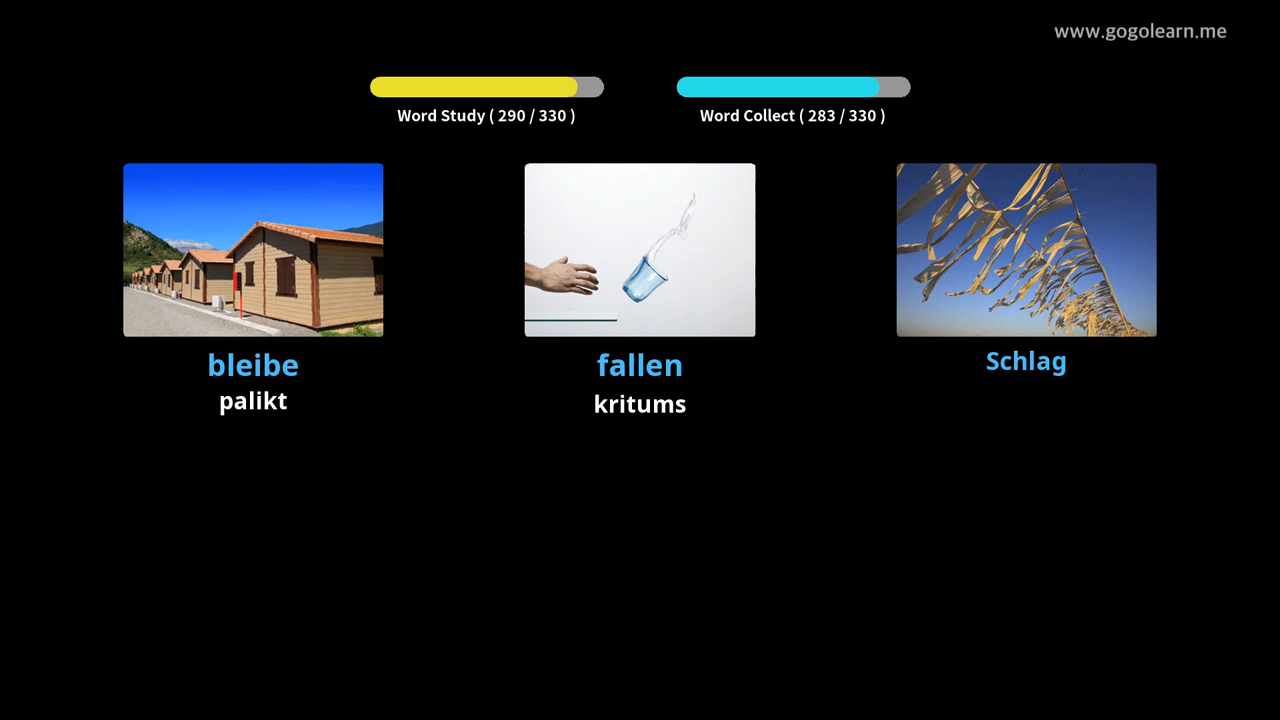 www.gogolearn.me
Word Study ( 290 / 330 )
Word Collect ( 283 / 330 )
bleibe
palikt
fallen
kritums
Schlag